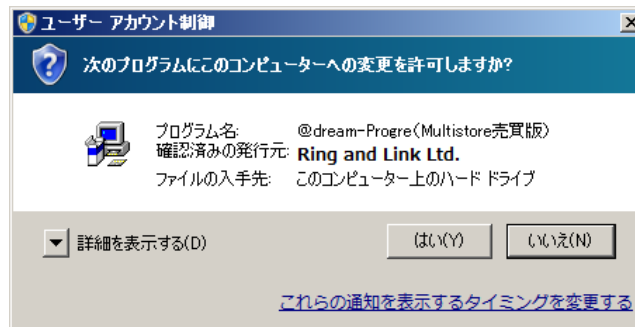 ユーザー アカウント制御
次のプログラムにこのコンピューターへの変更を許可しますか?
プログラム名: @dream-Progre(Multistore売買版)
確認済みの発行元: Ring and Link Ltd.
ファイルの入手先: このコンピューター上のハード ドライブ
詳細を表示する(D) はい(Y) いいえ(N)
これらの通知を表示するタイミングを変更する